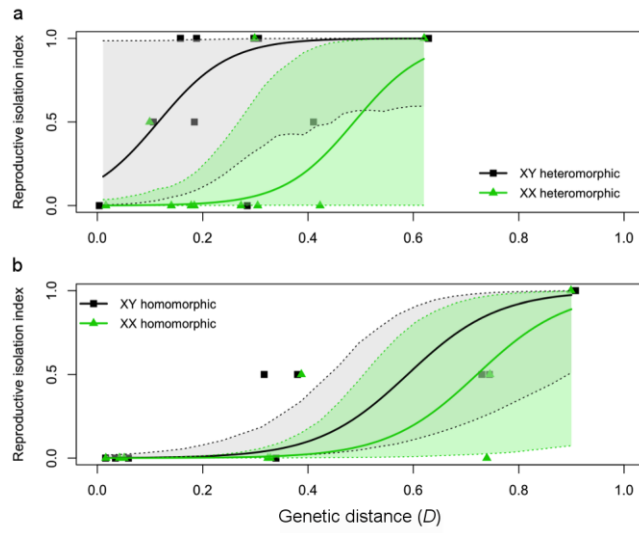 a
Reproductive isolation index
1.0
0.5
0.0
XY heteromorphic
XX heteromorphic
0.0 0.2 0.4 0.6 0.8 1.0
b
Reproductive isolation index
1.0
0.5
0.0
XY homomorphic
XX homomorphic
0.0 0.2 0.4 0.6 0.8 1.0
Genetic distance (D)